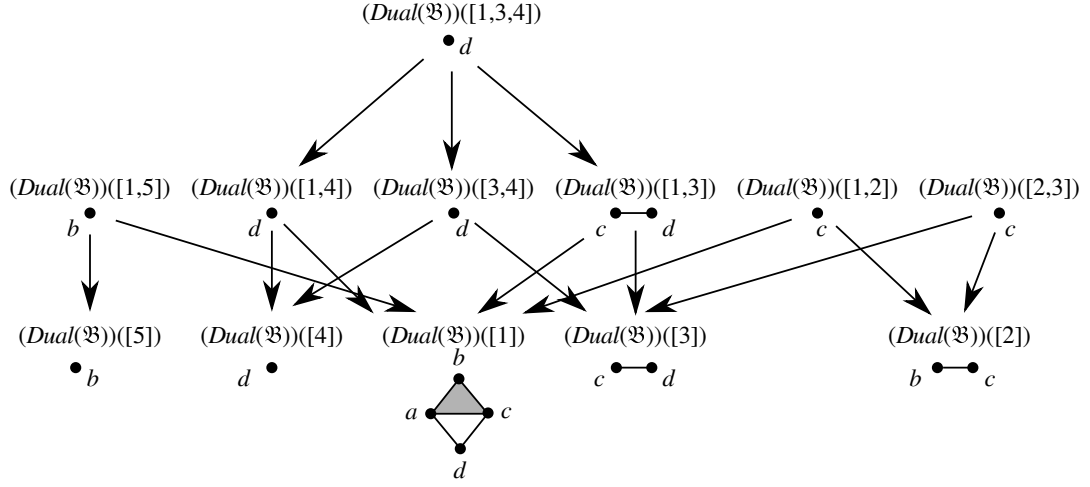 (Dual(𝔅))([1,3,4])
d
(Dual(𝔅))([1,5]) (Dual(𝔅))([1,4]) (Dual(𝔅))([3,4]) (Dual(𝔅))([1,3]) (Dual(𝔅))([1,2]) (Dual(𝔅))([2,3])
b d d c d c c
(Dual(𝔅))([5]) (Dual(𝔅))([4]) (Dual(𝔅))([1]) (Dual(𝔅))([3]) (Dual(𝔅))([2])
b
b d c d b c
a c
d